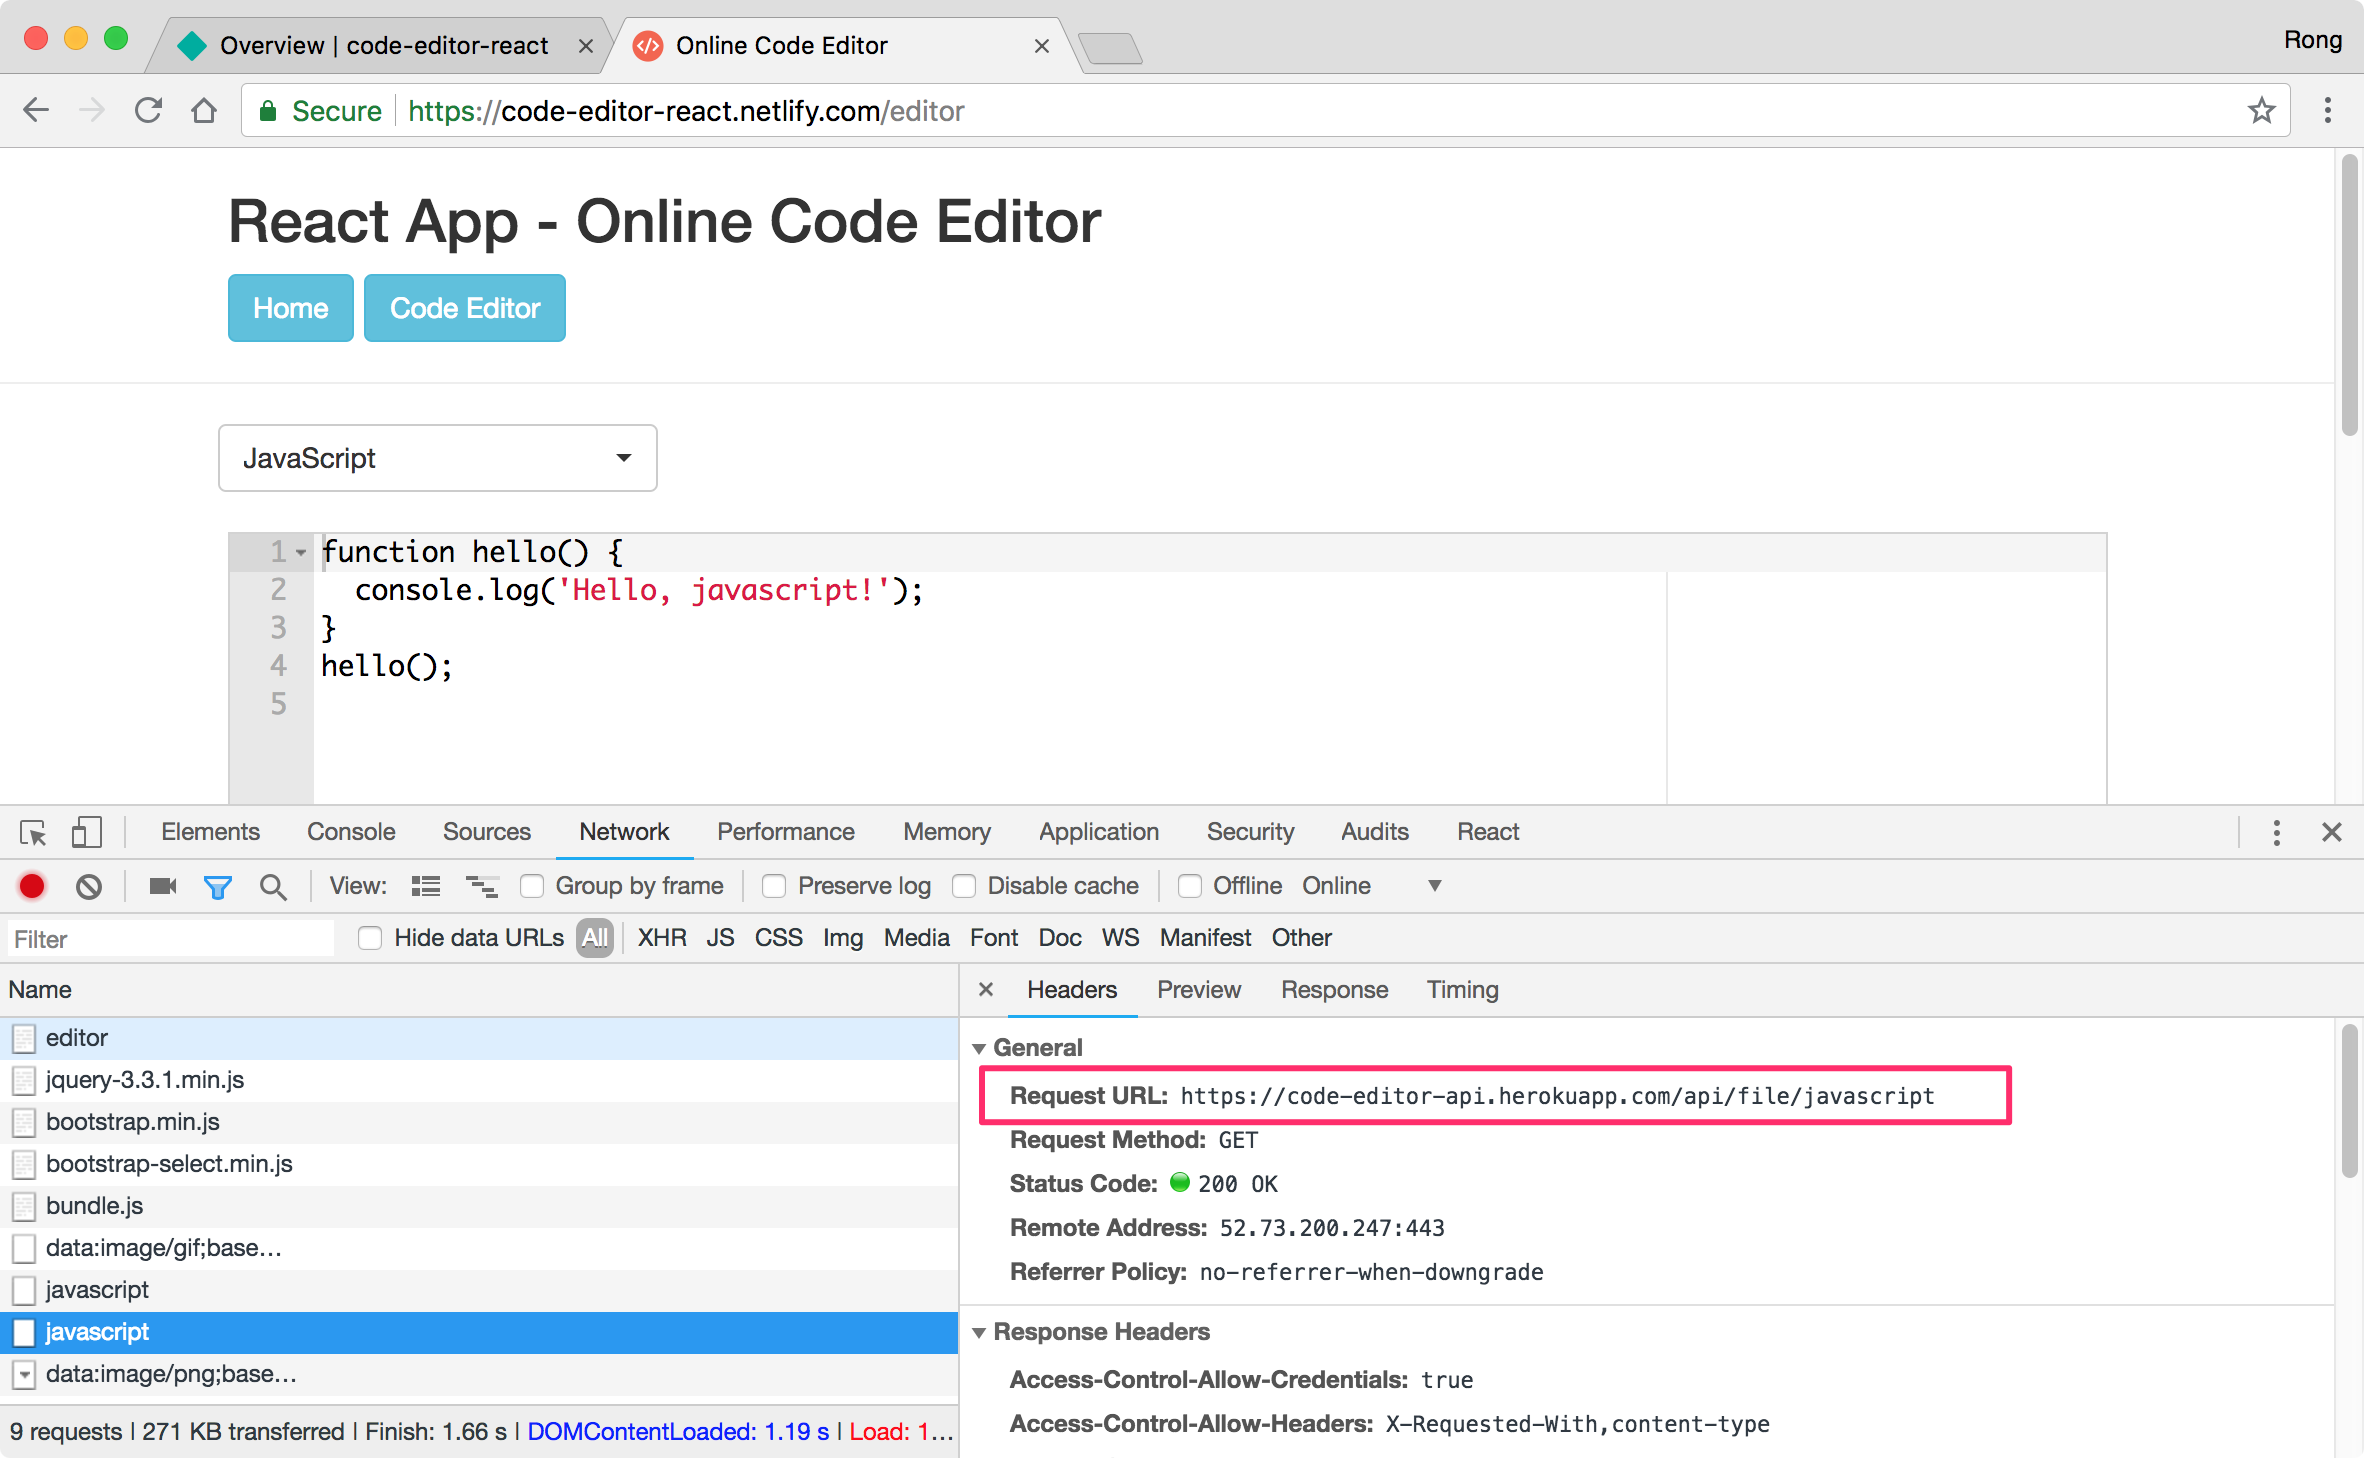 Overview | code-editor-react
Online Code Editor
Rong
Secure
https://code-editor-react.netlify.com/editor
React App - Online Code Editor
Home
Code Editor
JavaScript
1 function hello() {
2 console.log('Hello, javascript!');
3 }
4 hello();
5
Elements Console Sources Network Performance Memory Application Security Audits React
View: Group by frame Preserve log Disable cache Offline Online
Filter Hide data URLs All XHR JS CSS Img Media Font Doc WS Manifest Other
Name
editor
jquery-3.3.1.min.js
bootstrap.min.js
bootstrap-select.min.js
bundle.js
data:image/gif;base…
javascript
javascript
data:image/png;base…
9 requests | 271 KB transferred | Finish: 1.66 s | DOMContentLoaded: 1.19 s | Load: 1…
Headers Preview Response Timing
General
Request URL: https://code-editor-api.herokuapp.com/api/file/javascript
Request Method: GET
Status Code: 200 OK
Remote Address: 52.73.200.247:443
Referrer Policy: no-referrer-when-downgrade
Response Headers
Access-Control-Allow-Credentials: true
Access-Control-Allow-Headers: X-Requested-With,content-type